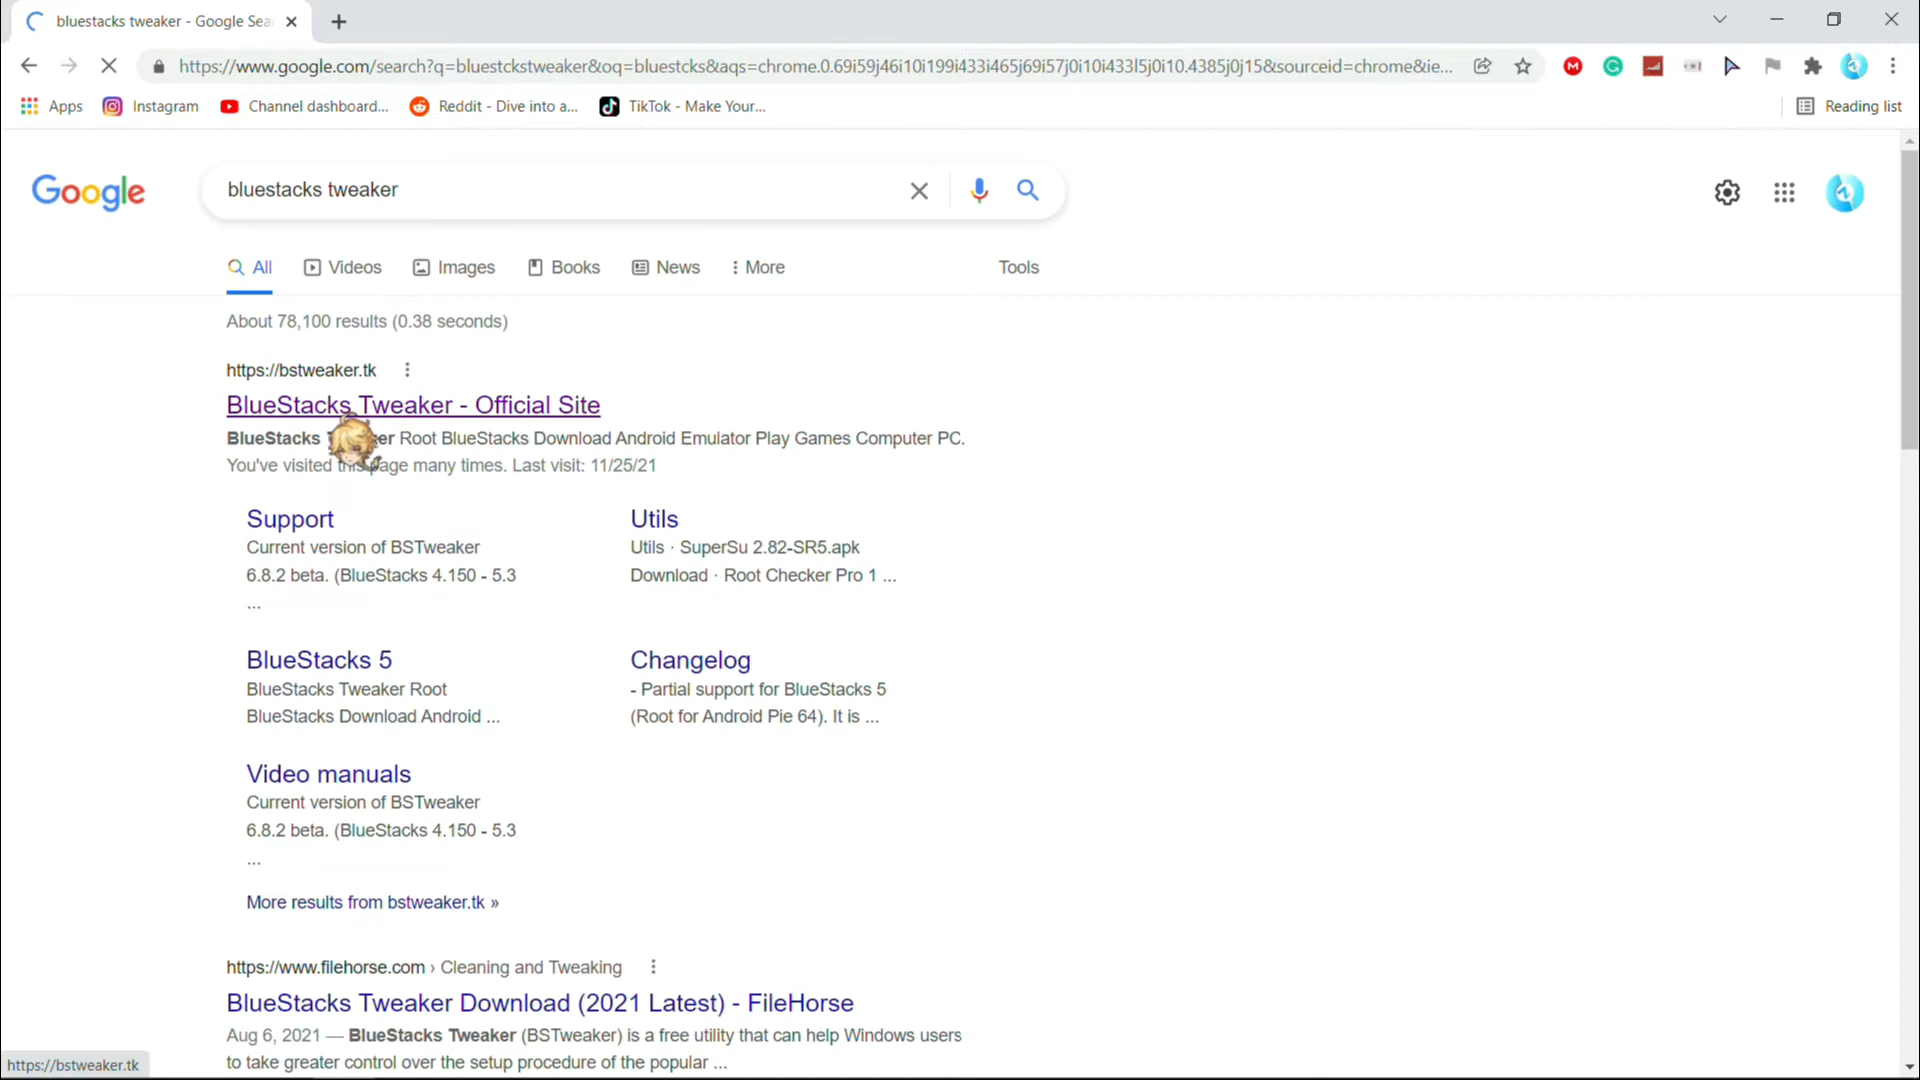 bluestacks tweaker - Google Sea
https://www.google.com/search?q=bluestckstweaker&oq=bluestcks&aqs=chrome.0.69i59j46i10i199i433i465j69i57j0i10i433l5j0i10.4385j0j15&sourceid=chrome&ie...
Apps Instagram Channel dashboard... Reddit - Dive into a... TikTok - Make Your... Reading list
Google bluestacks tweaker
All Videos Images Books News More Tools
About 78,100 results (0.38 seconds)
https://bstweaker.tk
BlueStacks Tweaker - Official Site
BlueStacks Root BlueStacks Download Android Emulator Play Games Computer PC.
You've visited this page many times. Last visit: 11/25/21
Support
Current version of BSTweaker
6.8.2 beta. (BlueStacks 4.150 - 5.3
...
Utils
Utils · SuperSu 2.82-SR5.apk
Download · Root Checker Pro 1 ...
BlueStacks 5
BlueStacks Tweaker Root
BlueStacks Download Android ...
Changelog
- Partial support for BlueStacks 5
(Root for Android Pie 64). It is ...
Video manuals
Current version of BSTweaker
6.8.2 beta. (BlueStacks 4.150 - 5.3
...
More results from bstweaker.tk »
https://www.filehorse.com › Cleaning and Tweaking
BlueStacks Tweaker Download (2021 Latest) - FileHorse
Aug 6, 2021 — BlueStacks Tweaker (BSTweaker) is a free utility that can help Windows users
to take greater control over the setup procedure of the popular ...
https://bstweaker.tk